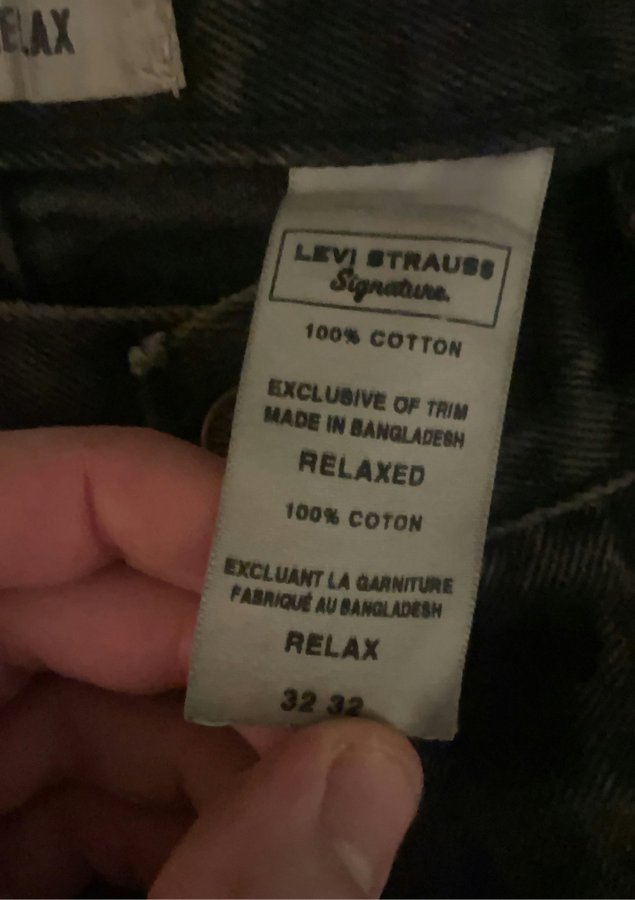 ELAX
LEVI STRAUSS
Signature
100% COTTON
EXCLUSIVE OF TRIM
MADE IN BANGLADESH
RELAXED
100% COTON
EXCLUANT LA GARNITURE
FABRIQUÉ AU BANGLADESH
RELAX
32 32